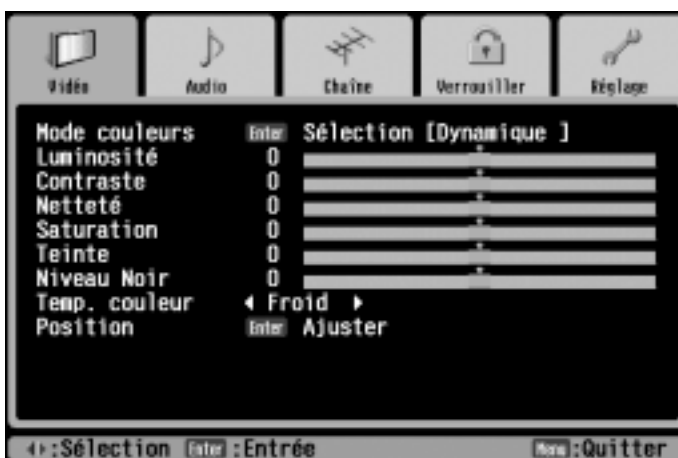 Vidéo Audio Chaîne Verrouiller Réglage
Mode couleurs Enter Sélection [Dynamique ]
Luminosité 0
Contraste 0
Netteté 0
Saturation 0
Teinte 0
Niveau Noir 0
Temp. couleur Froid
Position Enter Ajuster
:Sélection Enter :Entrée Menu :Quitter